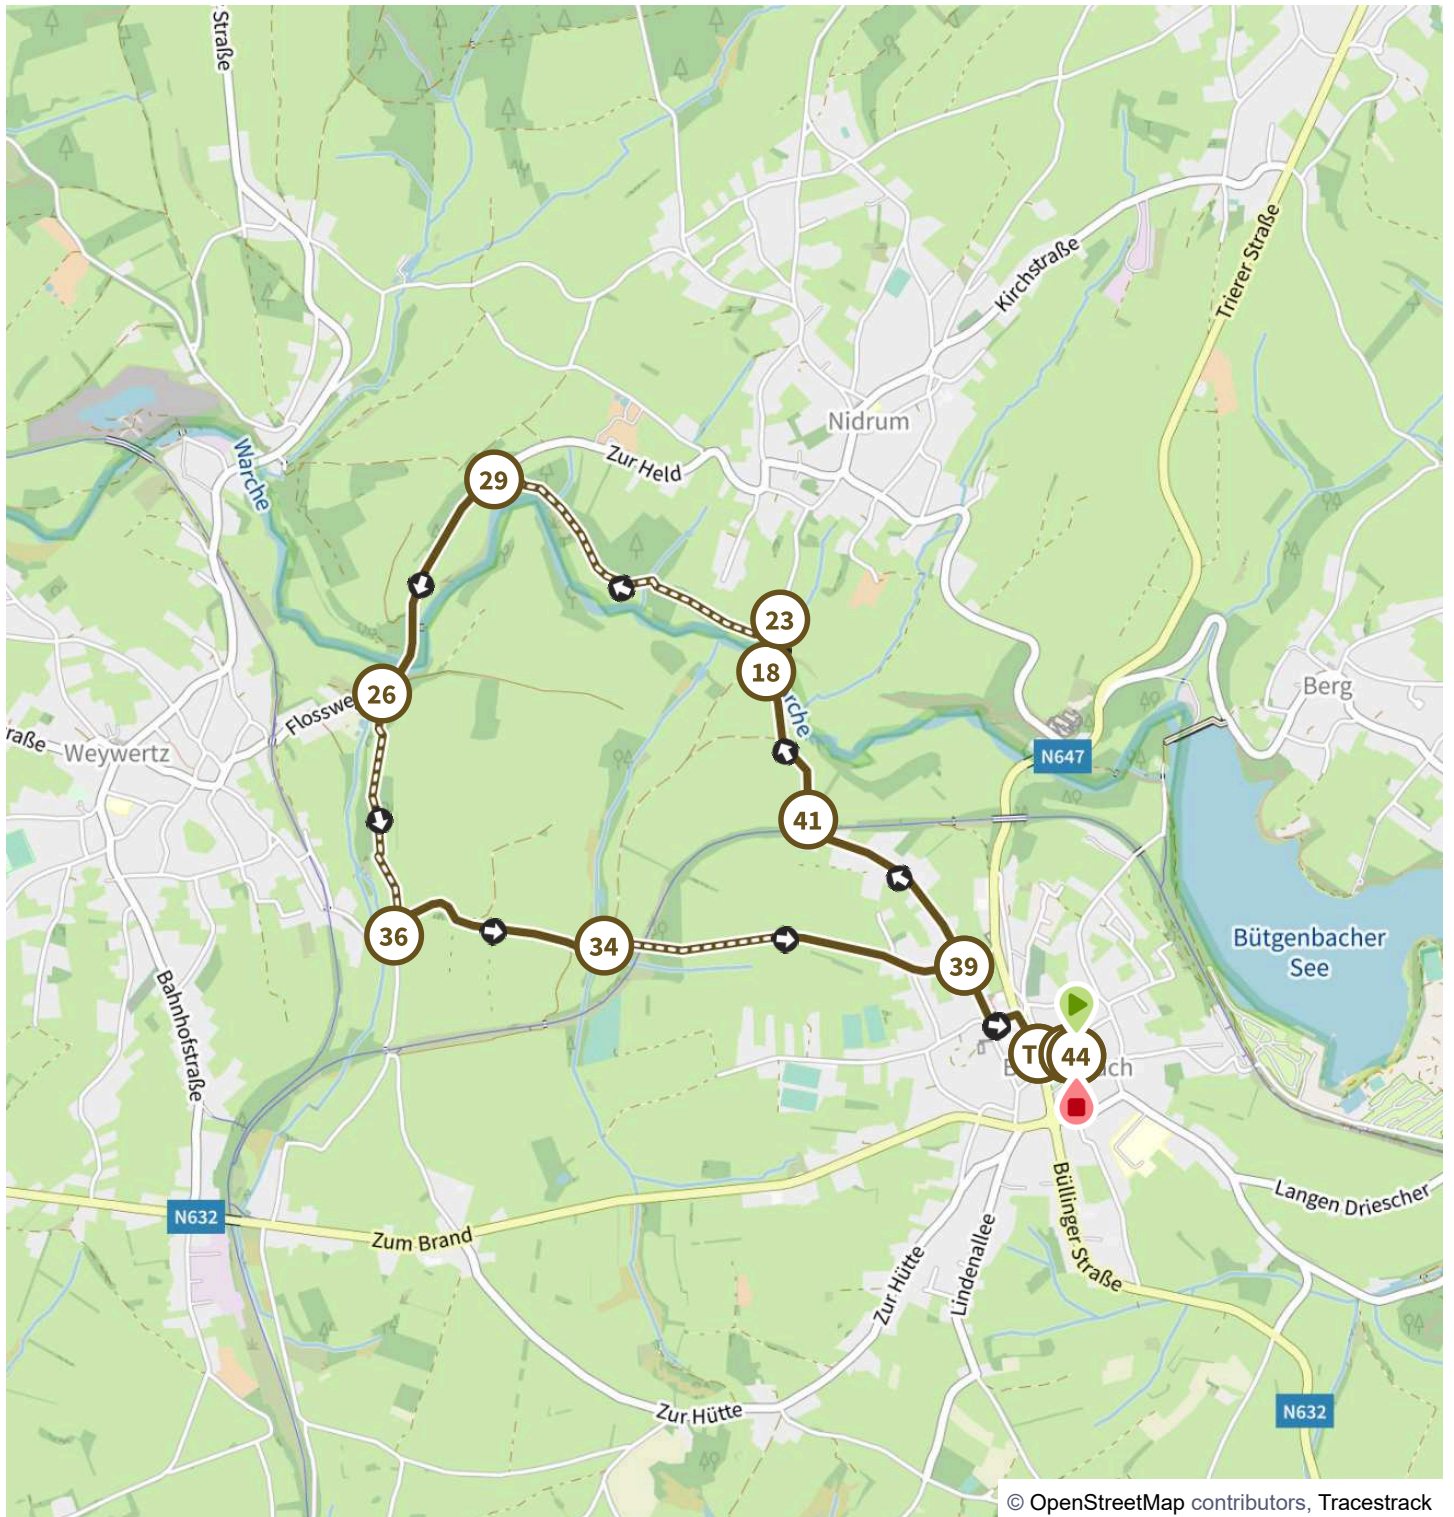 Straße
Kirchstraße
Trierer Straße
Nidrum
Zur Held
Warche
29
23
18
rche
26
Flosswe
Weywertz
raße
Berg
N647
41
Bütgenbacher
See
36
34
39
T
44
B
ch
Bahnhofstraße
N632
Zum Brand
Langen Driescher
Büllinger Straße
Lindenallee
Zur Hütte
Zur Hütte
N632
© OpenStreetMap contributors, Tracestrack